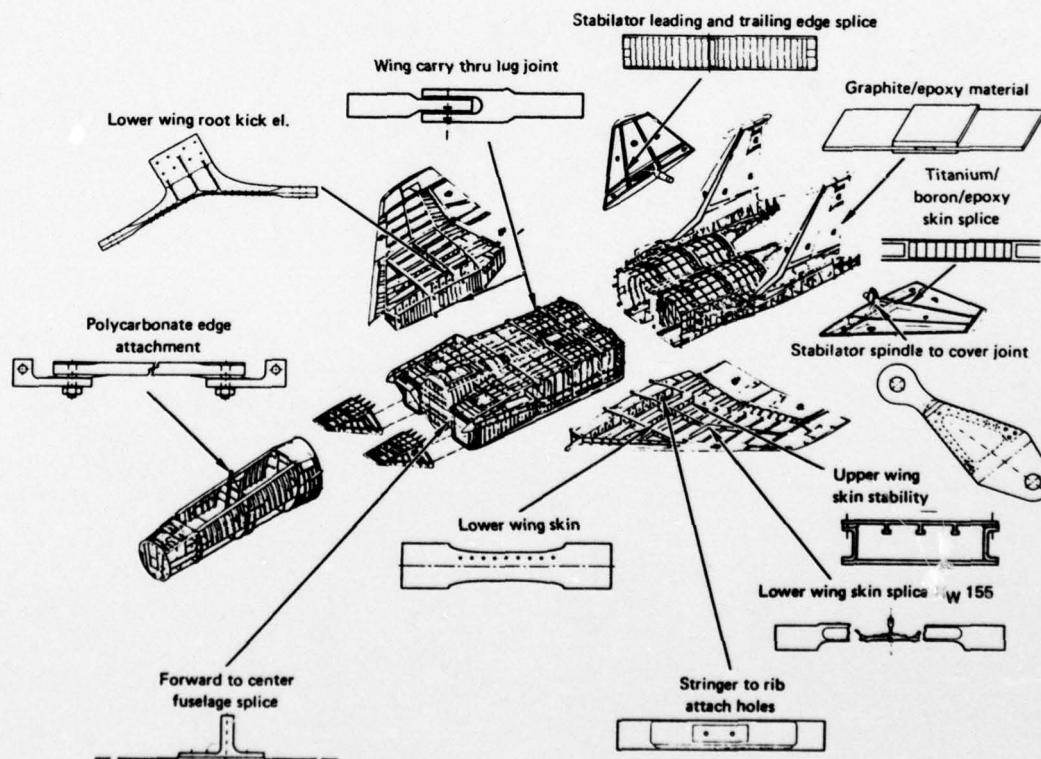 Stabilator leading and trailing edge splice
Wing carry thru lug joint
Graphite/epoxy material
Lower wing root kick el.
Titanium/
boron/epoxy
skin splice
Polycarbonate edge
attachment
Stabilator spindle to cover joint
Upper wing
skin stability
Lower wing skin
Lower wing skin splice W 155
Forward to center
fuselage splice
Stringer to rib
attach holes